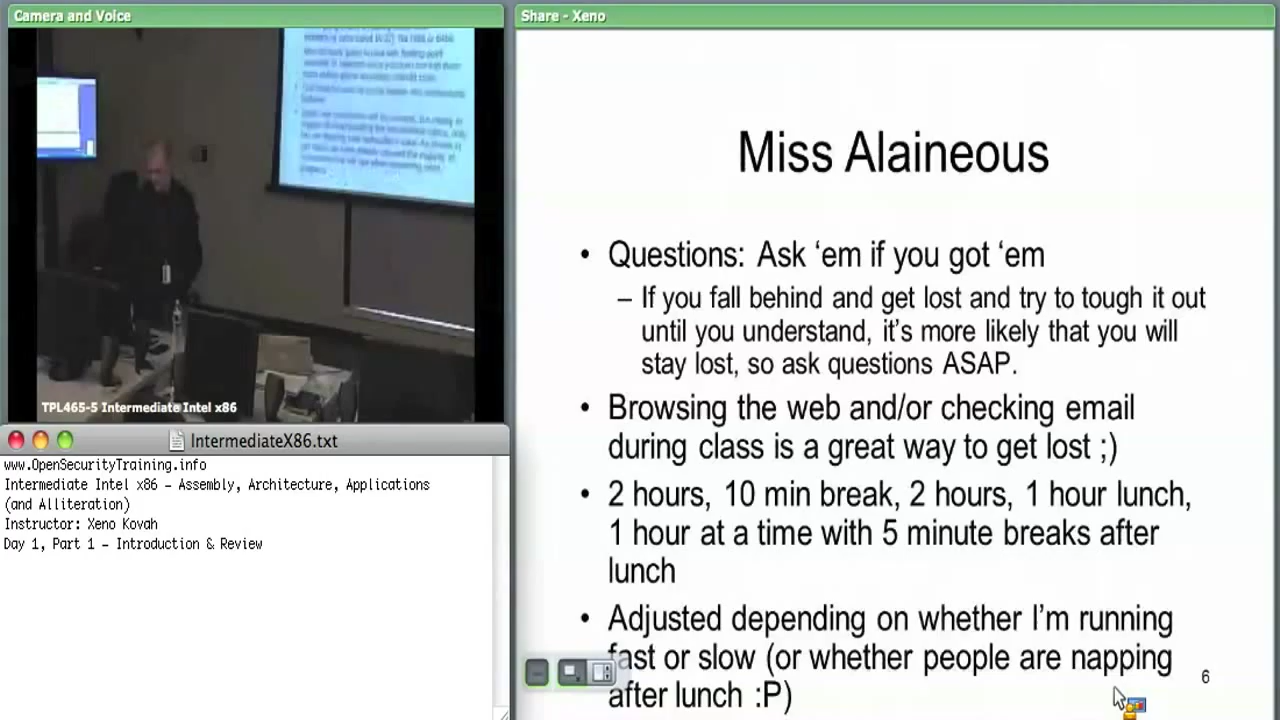 Camera and Voice
TPL465-5 Intermediate Intel x86
IntermediateX86.txt
www.OpenSecurityTraining.info
Intermediate Intel x86 – Assembly, Architecture, Applications
(and Alliteration)
Instructor: Xeno Kovah
Day 1, Part 1 – Introduction & Review
Share - Xeno
Miss Alaineous
• Questions: Ask ‘em if you got ‘em
– If you fall behind and get lost and try to tough it out
until you understand, it’s more likely that you will
stay lost, so ask questions ASAP.
• Browsing the web and/or checking email
during class is a great way to get lost ;)
• 2 hours, 10 min break, 2 hours, 1 hour lunch,
1 hour at a time with 5 minute breaks after
lunch
• Adjusted depending on whether I’m running
fast or slow (or whether people are napping
after lunch :P)
6